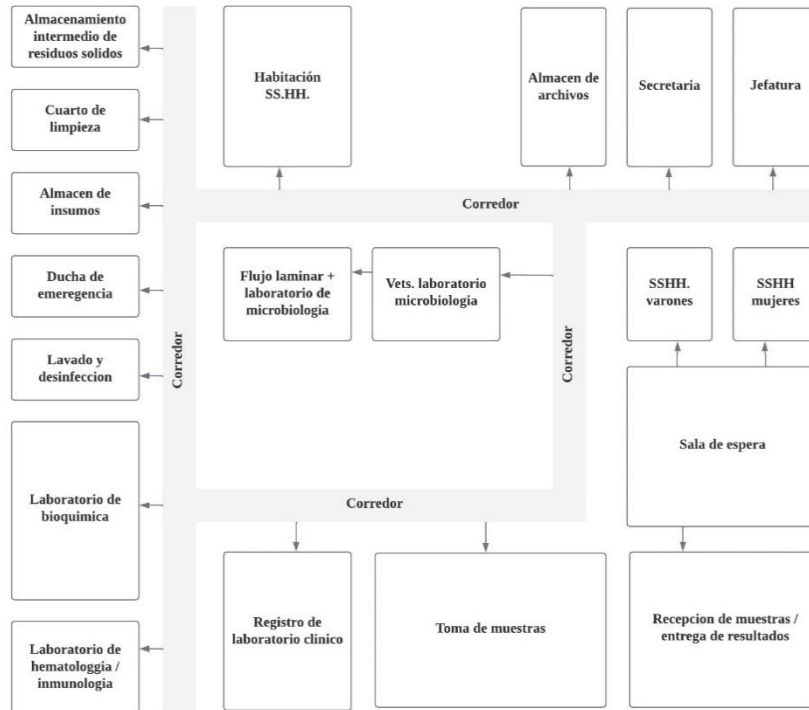 Almacenamiento
intermedio de
residuos solidos
Habitación
SS.HH.
Almacen de
archivos
Secretaria
Jefatura
Cuarto de
limpieza
Almacen de
insumos
Corredor
Ducha de
emeregencia
Flujo laminar +
laboratorio de
microbiologia
Vets. laboratorio
microbiologia
SSHH.
varones
SSHH
mujeres
Lavado y
desinfeccion
Corredor
Corredor
Sala de espera
Laboratorio de
bioquimica
Corredor
Registro de
laboratorio clinico
Toma de muestras
Recepcion de muestras /
entrega de resultados
Laboratorio de
hematologgia /
inmunologia